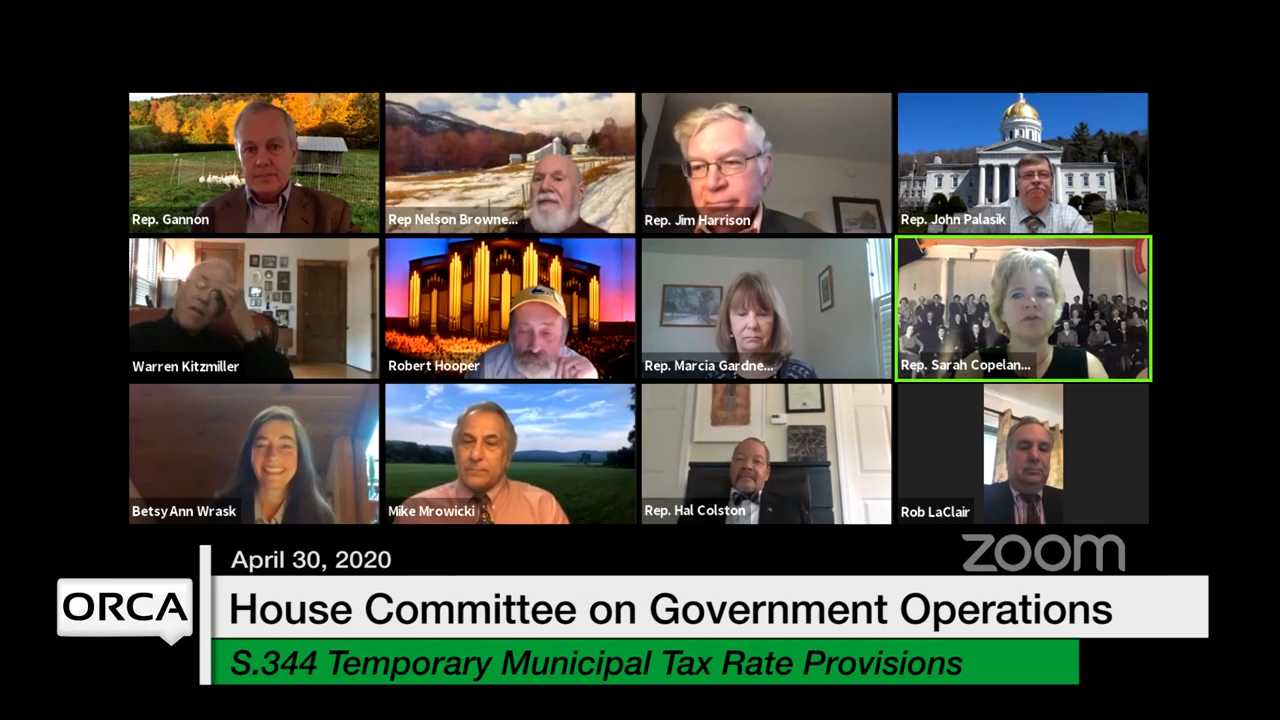 Rep. Gannon
Rep Nelson Browne...
Rep. Jim Harrison
Rep. John Palasik
Warren Kitzmiller
Robert Hooper
Rep. Marcia Gardne...
Rep. Sarah Copelan...
Betsy Ann Wrask
Mike Mrowicki
Rep. Hal Colston
Rob LaClair
zoom
April 30, 2020
ORCA
House Committee on Government Operations
S.344 Temporary Municipal Tax Rate Provisions